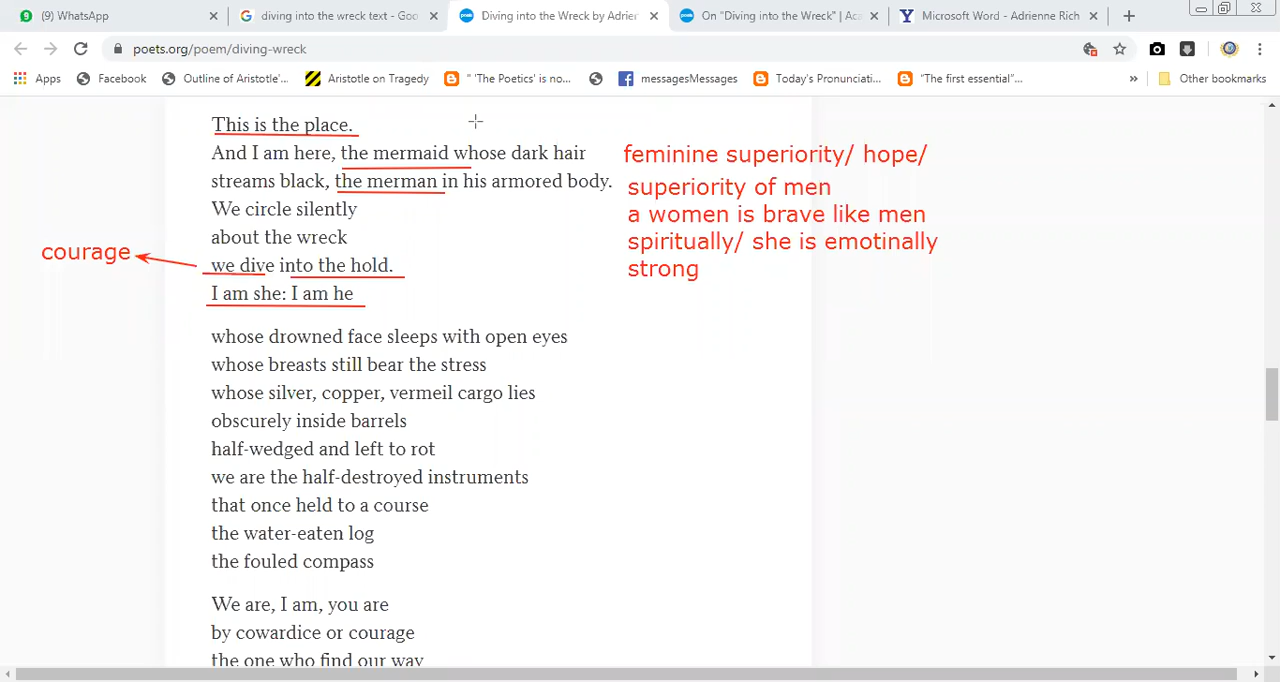 (9) WhatsApp
diving into the wreck text - Goo
Diving into the Wreck by Adrie
On "Diving into the Wreck" | Aca
Microsoft Word - Adrienne Rich
poets.org/poem/diving-wreck
Apps
Facebook
Outline of Aristotle'...
Aristotle on Tragedy
" 'The Poetics' is no...
messagesMessages
Today's Pronunciati...
"The first essential"...
»
Other bookmarks
This is the place.
And I am here, the mermaid whose dark hair
streams black, the merman in his armored body.
We circle silently
about the wreck
we dive into the hold.
I am she: I am he
feminine superiority/ hope/
superiority of men
a women is brave like men
spiritually/ she is emotinally
strong
courage
whose drowned face sleeps with open eyes
whose breasts still bear the stress
whose silver, copper, vermeil cargo lies
obscurely inside barrels
half-wedged and left to rot
we are the half-destroyed instruments
that once held to a course
the water-eaten log
the fouled compass
We are, I am, you are
by cowardice or courage
the one who find our way